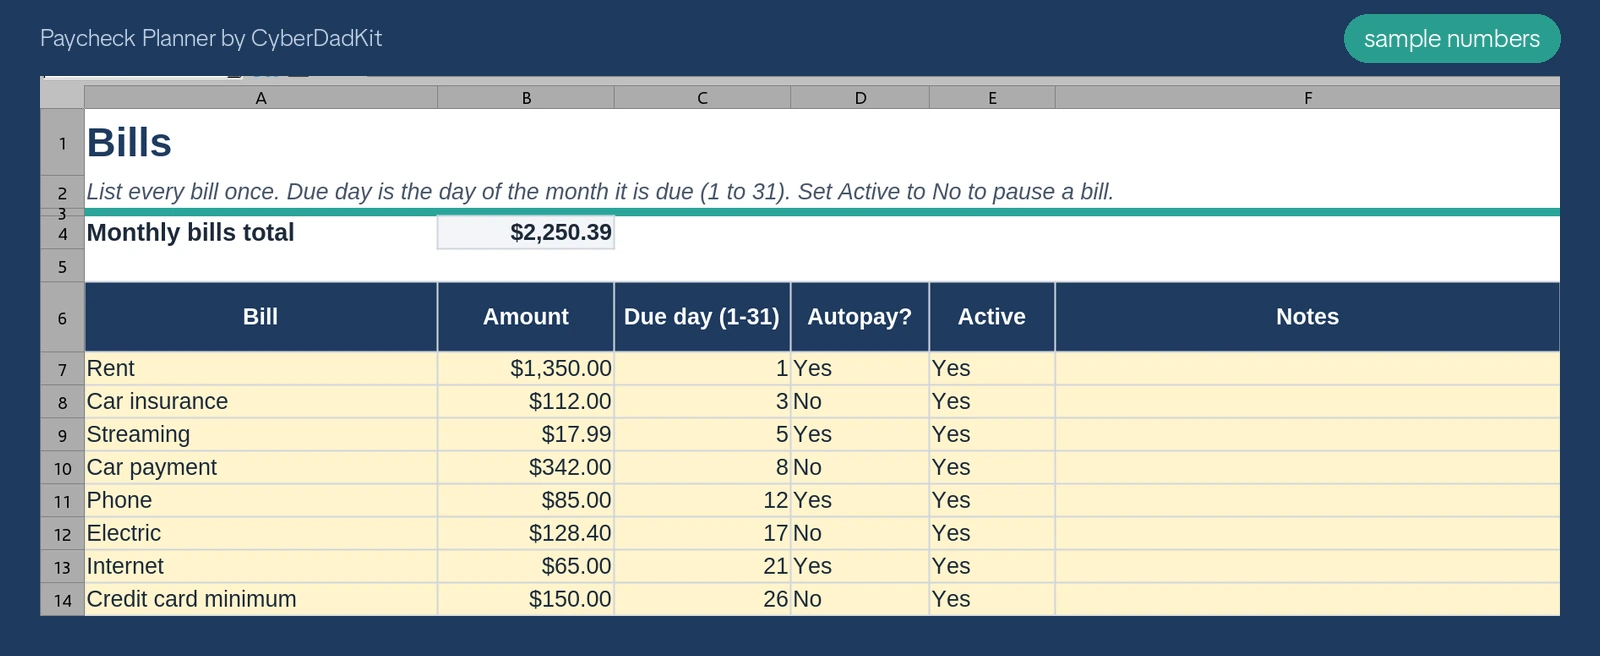 Paycheck Planner by CyberDadKit
sample numbers
A B C D E F
1 Bills
2 List every bill once. Due day is the day of the month it is due (1 to 31). Set Active to No to pause a bill.
3
4 Monthly bills total $2,250.39
5
6 Bill Amount Due day (1-31) Autopay? Active Notes
7 Rent $1,350.00 1 Yes Yes
8 Car insurance $112.00 3 No Yes
9 Streaming $17.99 5 Yes Yes
10 Car payment $342.00 8 No Yes
11 Phone $85.00 12 Yes Yes
12 Electric $128.40 17 No Yes
13 Internet $65.00 21 Yes Yes
14 Credit card minimum $150.00 26 No Yes